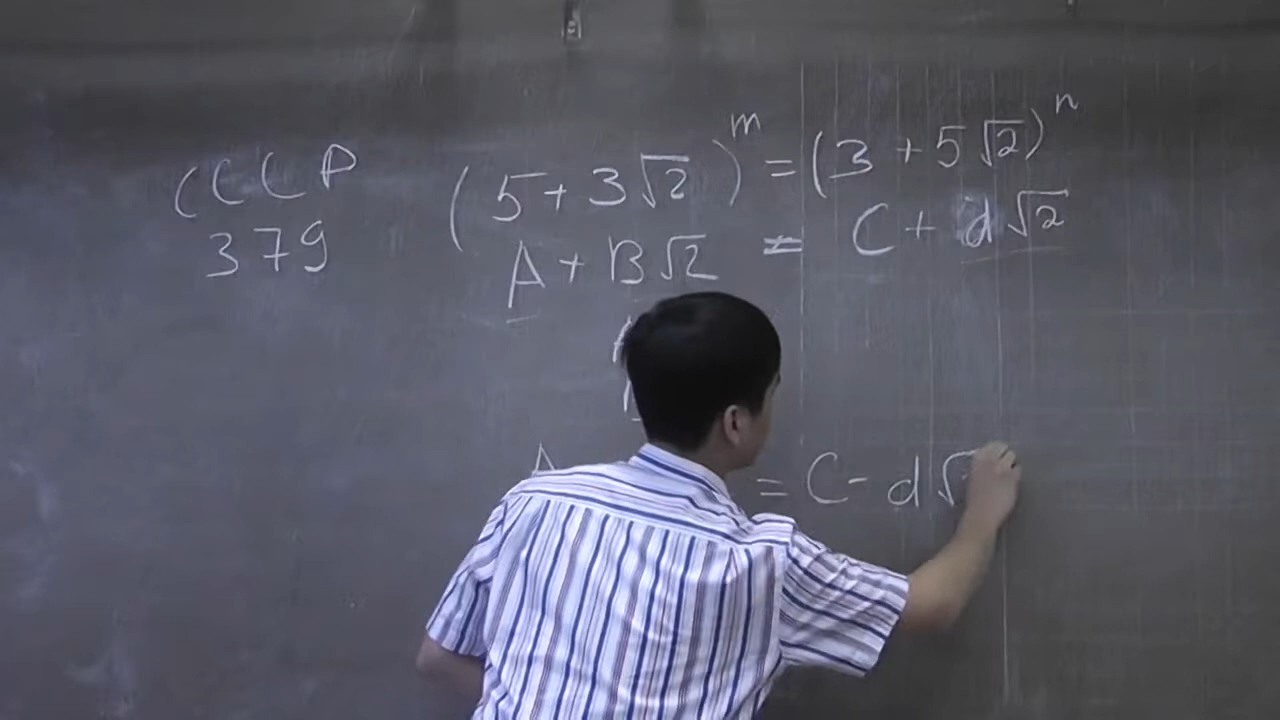 CCCP
379
(5+3√2)^m = (3+5√2)^n
A+B√2 = C+d√2
A = C-d√